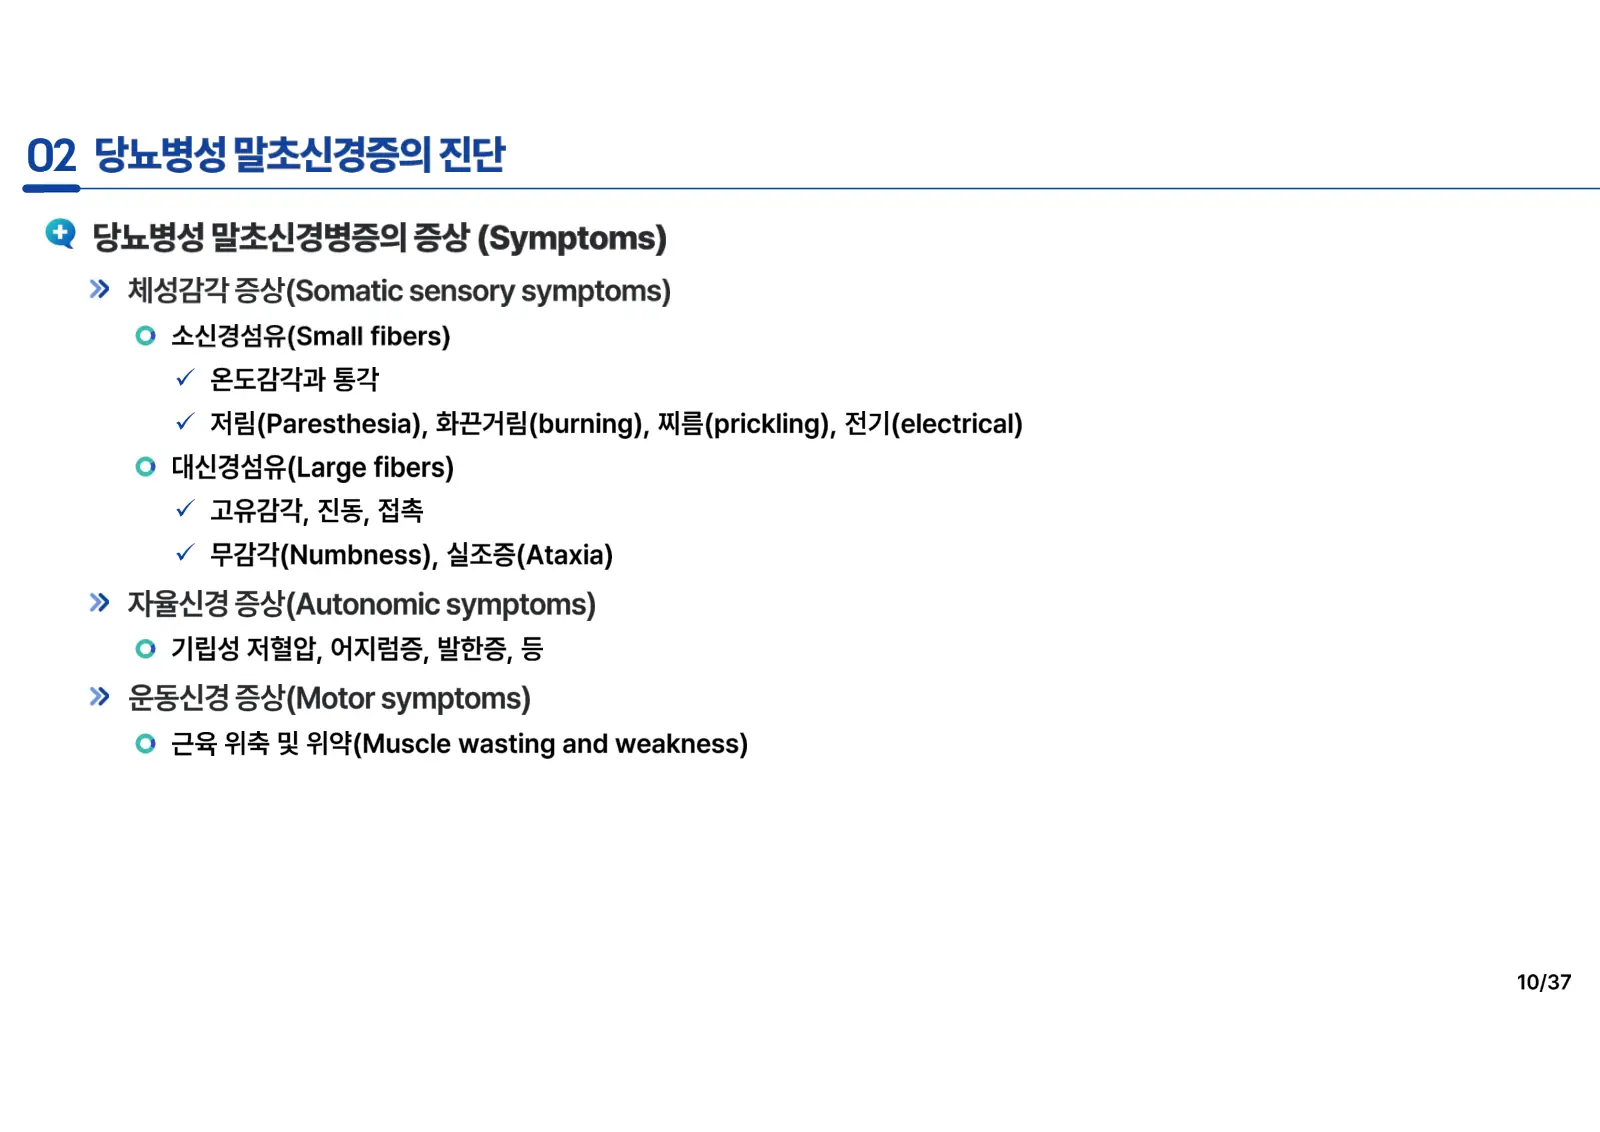 02 당뇨병성 말초신경증의 진단
당뇨병성 말초신경병증의 증상 (Symptoms)
체성감각 증상(Somatic sensory symptoms)
소신경섬유(Small fibers)
온도감각과 통각
저림(Paresthesia), 화끈거림(burning), 찌름(prickling), 전기(electrical)
대신경섬유(Large fibers)
고유감각, 진동, 접촉
무감각(Numbness), 실조증(Ataxia)
자율신경 증상(Autonomic symptoms)
기립성 저혈압, 어지럼증, 발한증, 등
운동신경 증상(Motor symptoms)
근육 위축 및 위약(Muscle wasting and weakness)
10/37